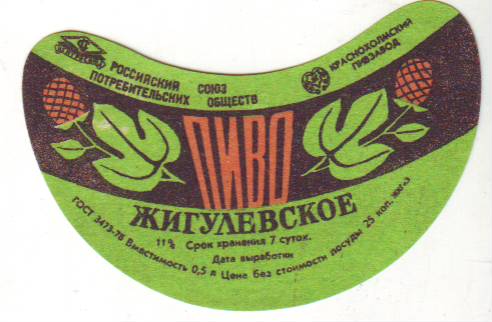 РОССИЙСКИЙ СОЮЗ
ПОТРЕБИТЕЛЬСКИХ ОБЩЕСТВ
КРАСНОХОЛМСКИЙ
ПИВЗАВОД
ПИВО
ЖИГУЛЕВСКОЕ
11% Срок хранения 7 суток.
Дата выработки
ГОСТ 3473-78 Вместимость 0,5 л Цена без стоимости посуды 25 коп.